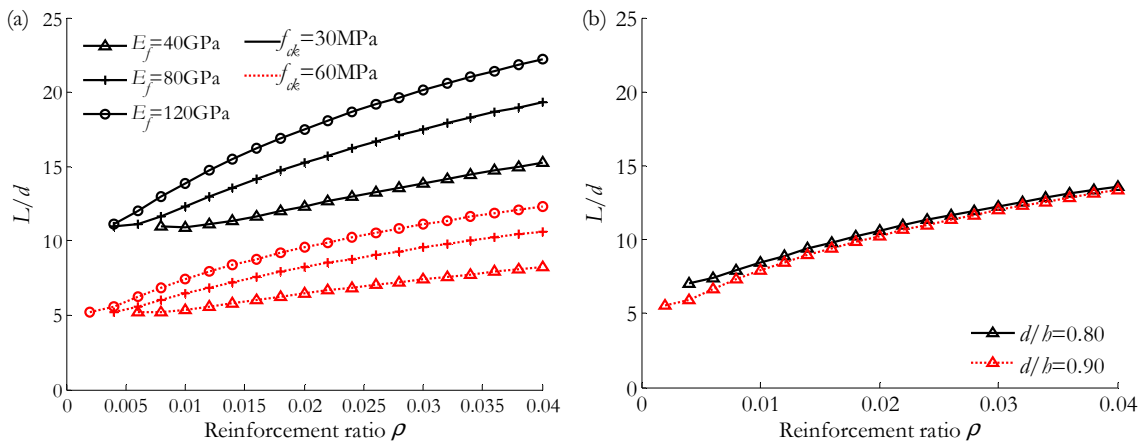 (a)
25
20
15
10
5
0
L/d
E_f=40GPa
E_f=80GPa
E_f=120GPa
f_ck=30MPa
f_ck=60MPa
0 0.005 0.01 0.015 0.02 0.025 0.03 0.035 0.04
Reinforcement ratio ρ
(b)
25
20
15
10
5
0
L/d
d/h=0.80
d/h=0.90
0 0.01 0.02 0.03 0.04
Reinforcement ratio ρ